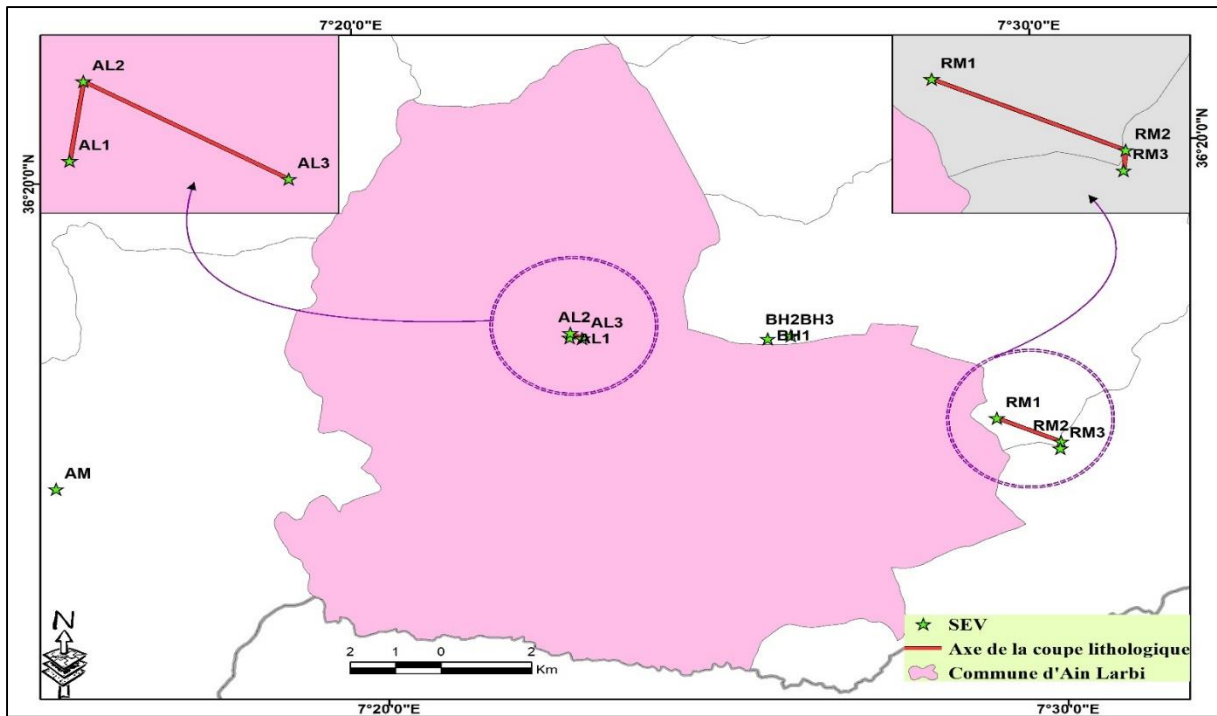 7°20'0"E
7°30'0"E
AL2
AL1
AL3
RM1
RM2
RM3
36°20'0"N
36°20'0"N
AL2
AL3
AL1
BH2BH3
BH1
RM1
RM2
RM3
AM
N
2 1 0 2
Km
SEV
Axe de la coupe lithologique
Commune d'Ain Larbi
7°20'0"E
7°30'0"E